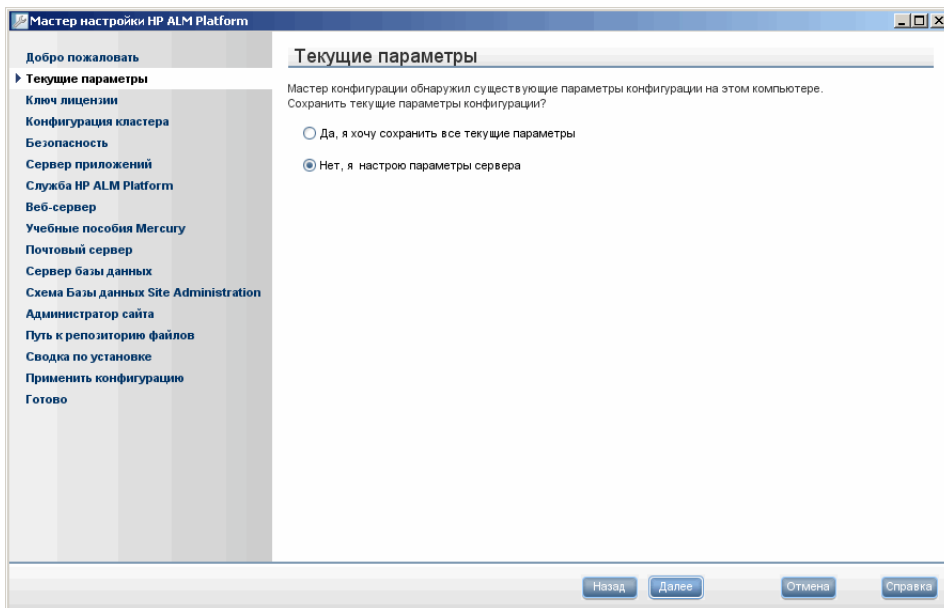 Мастер настройки HP ALM Platform
Добро пожаловать
Текущие параметры
Ключ лицензии
Конфигурация кластера
Безопасность
Сервер приложений
Служба HP ALM Platform
Веб-сервер
Учебные пособия Mercury
Почтовый сервер
Сервер базы данных
Схема Базы данных Site Administration
Администратор сайта
Путь к репозиторию файлов
Сводка по установке
Применить конфигурацию
Готово
Текущие параметры
Мастер конфигурации обнаружил существующие параметры конфигурации на этом компьютере.
Сохранить текущие параметры конфигурации?
Да, я хочу сохранить все текущие параметры
Нет, я настрою параметры сервера
Назад Далее Отмена Справка